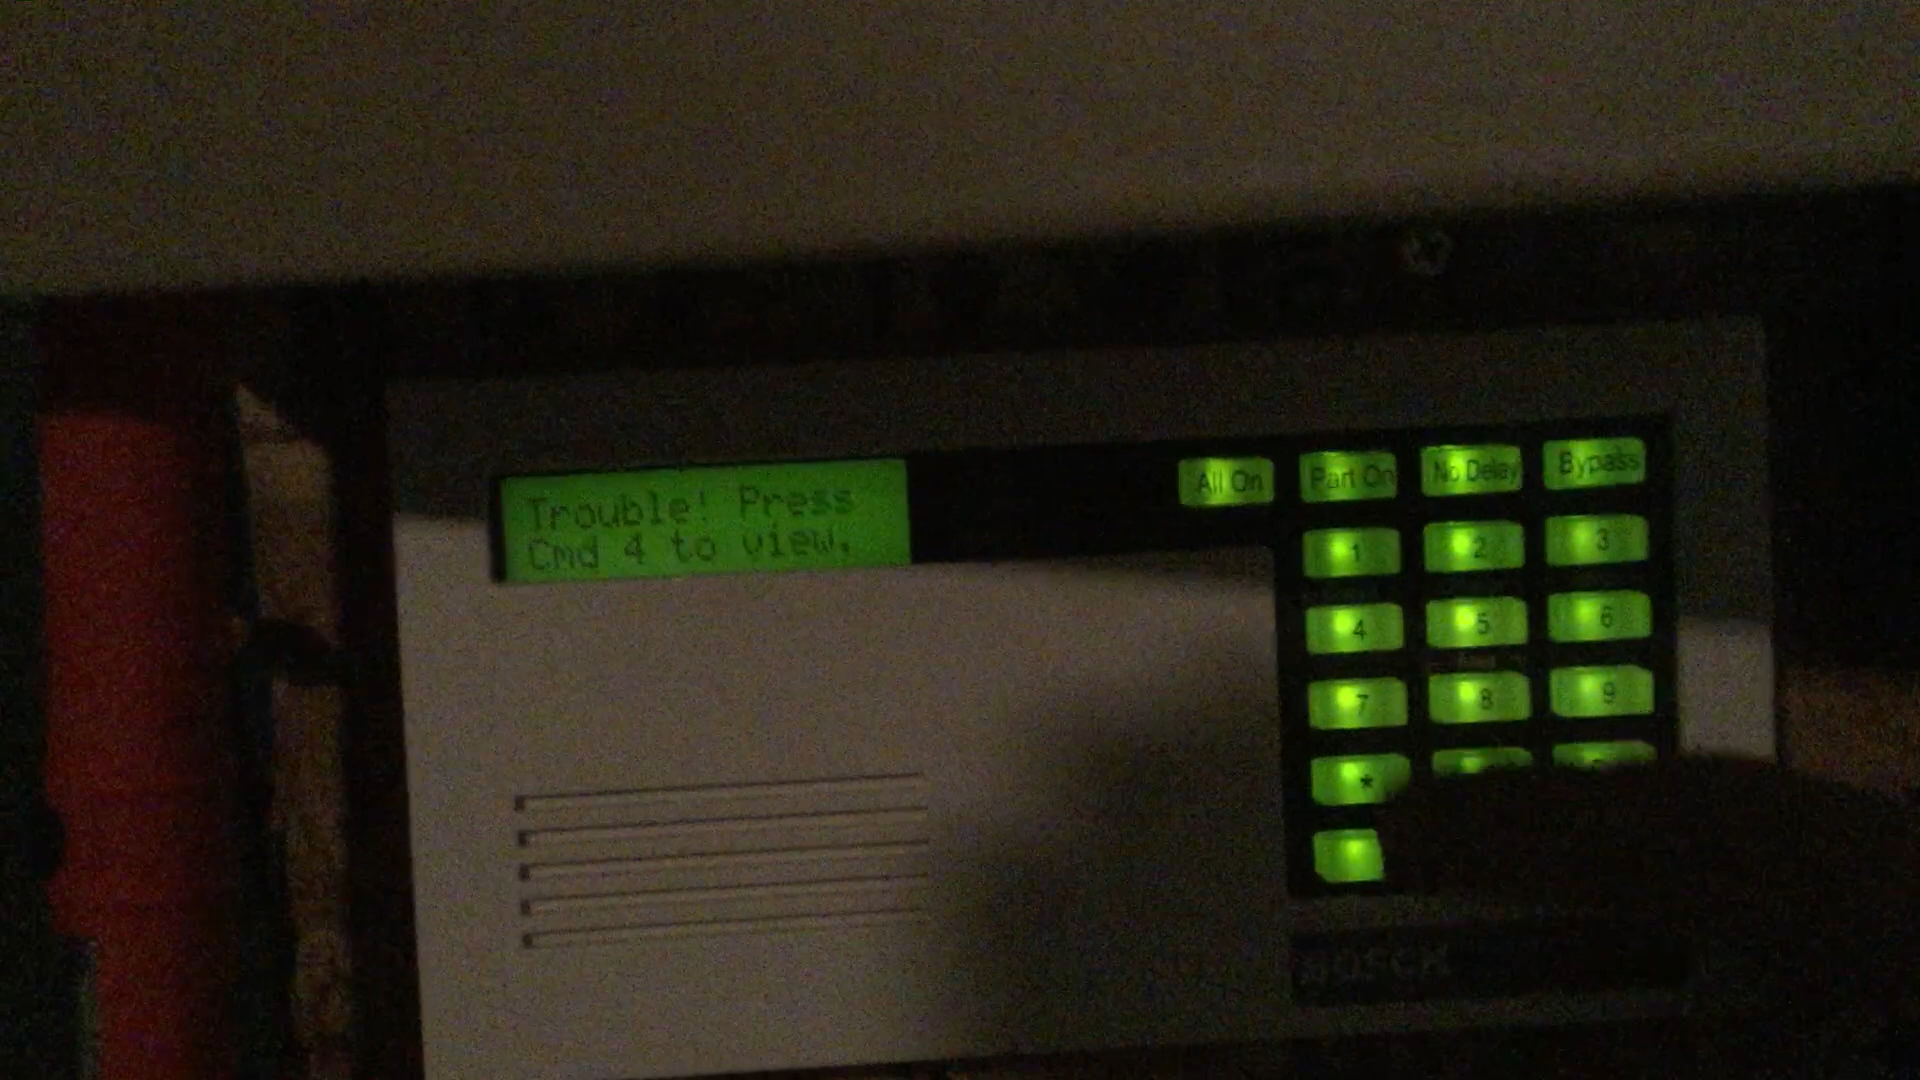 Trouble! Press
Cmd 4 to view.
All On
Part On
No Delay
Bypass
1
2
3
4
5
6
7
8
9
*
BOSCH